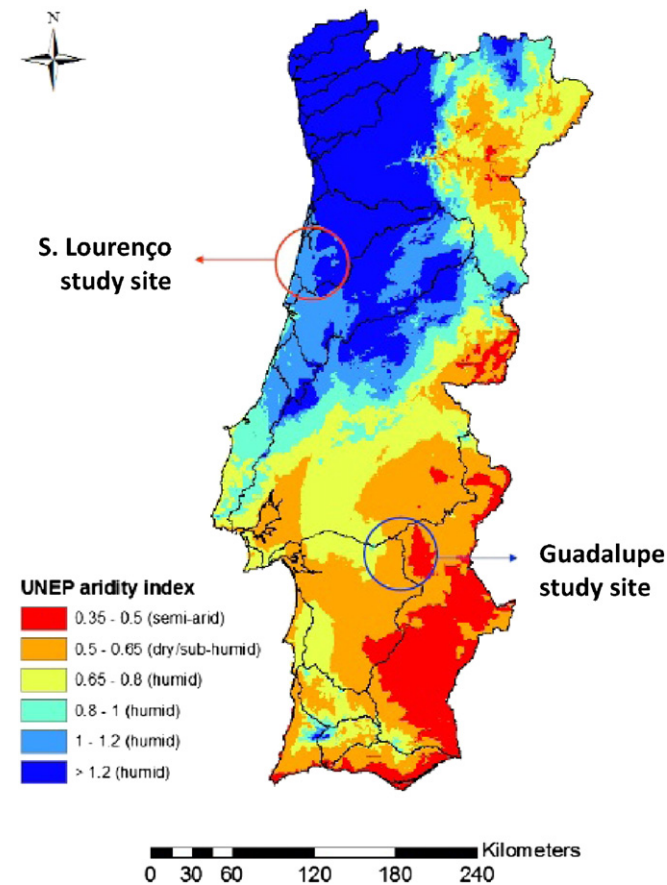 N
S. Lourenço
study site
Guadalupe
study site
UNEP aridity index
0.35 - 0.5 (semi-arid)
0.5 - 0.65 (dry/sub-humid)
0.65 - 0.8 (humid)
0.8 - 1 (humid)
1 - 1.2 (humid)
> 1.2 (humid)
Kilometers
0 30 60 120 180 240